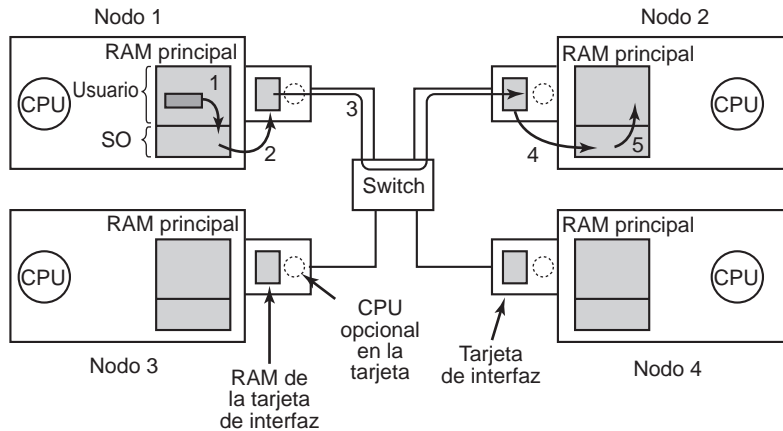 Nodo 1
Nodo 2
RAM principal
RAM principal
Usuario
CPU
1
SO
2
3
Switch
4
5
CPU
RAM principal
RAM principal
CPU
CPU
CPU
opcional
en la
tarjeta
Tarjeta
de interfaz
Nodo 3
RAM de
la tarjeta
de interfaz
Nodo 4